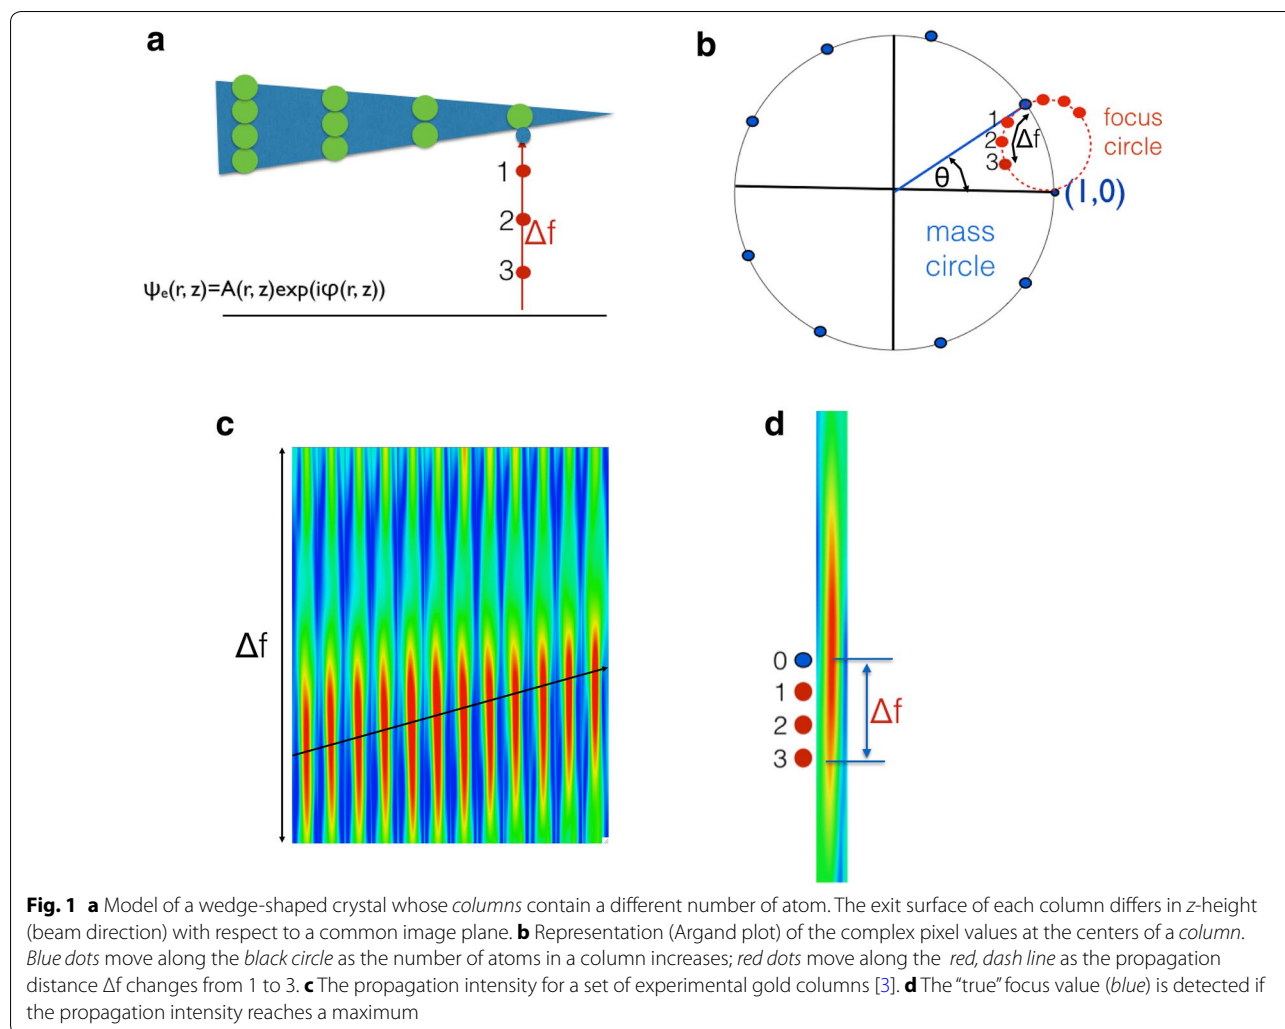 a
1
2
Δf
3
ψₑ(r, z)=A(r, z)exp(iφ(r, z))
b
1
2
3
Δf
focus
circle
θ
(1,0)
mass
circle
c
Δf
d
0
1
2
3
Δf
Fig. 1 a Model of a wedge-shaped crystal whose columns contain a different number of atom. The exit surface of each column differs in z-height
(beam direction) with respect to a common image plane. b Representation (Argand plot) of the complex pixel values at the centers of a column.
Blue dots move along the black circle as the number of atoms in a column increases; red dots move along the red, dash line as the propagation
distance Δf changes from 1 to 3. c The propagation intensity for a set of experimental gold columns [3]. d The “true” focus value (blue) is detected if
the propagation intensity reaches a maximum